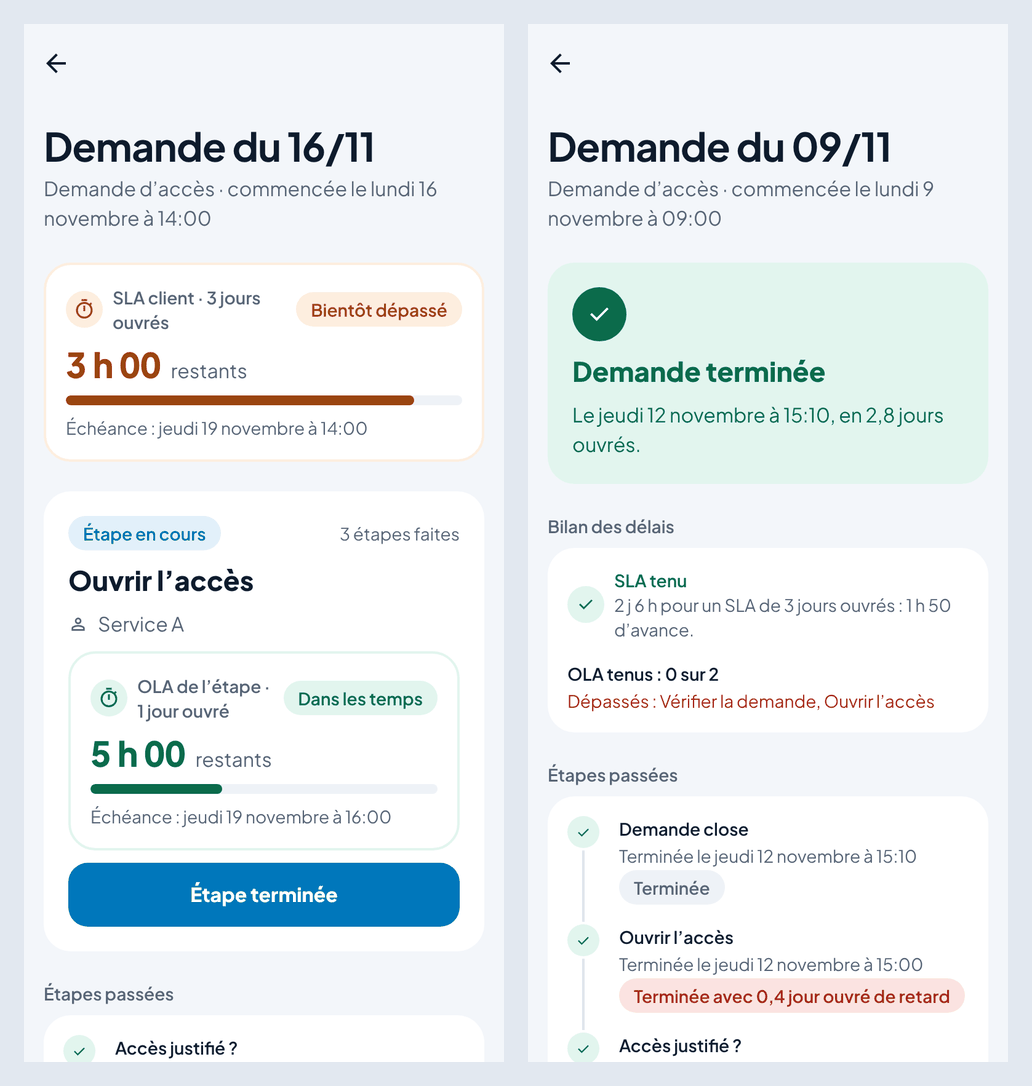 Demande du 16/11
Demande d’accès · commencée le lundi 16
novembre à 14:00
SLA client · 3 jours
ouvrés
Bientôt dépassé
3 h 00 restants
Échéance : jeudi 19 novembre à 14:00
Étape en cours
3 étapes faites
Ouvrir l’accès
Service A
OLA de l’étape ·
1 jour ouvré
Dans les temps
5 h 00 restants
Échéance : jeudi 19 novembre à 16:00
Étape terminée
Étapes passées
Accès justifié ?
Demande du 09/11
Demande d’accès · commencée le lundi 9
novembre à 09:00
Demande terminée
Le jeudi 12 novembre à 15:10, en 2,8 jours
ouvrés.
Bilan des délais
SLA tenu
2 j 6 h pour un SLA de 3 jours ouvrés : 1 h 50
d’avance.
OLA tenus : 0 sur 2
Dépassés : Vérifier la demande, Ouvrir l’accès
Étapes passées
Demande close
Terminée le jeudi 12 novembre à 15:10
Terminée
Ouvrir l’accès
Terminée le jeudi 12 novembre à 15:00
Terminée avec 0,4 jour ouvré de retard
Accès justifié ?